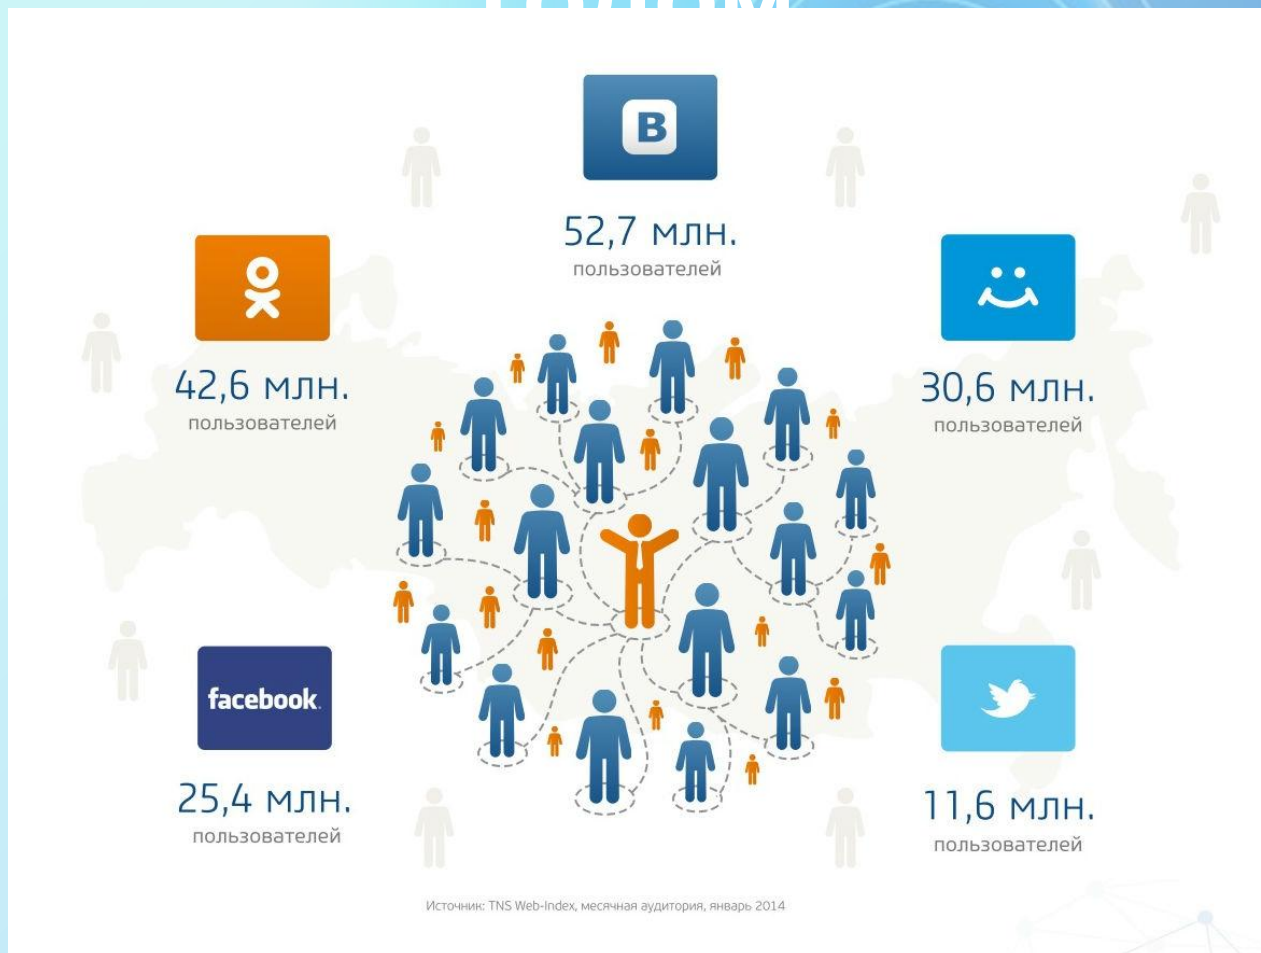 B
52,7 млн.
пользователей
42,6 млн.
пользователей
30,6 млн.
пользователей
facebook.
25,4 млн.
пользователей
11,6 млн.
пользователей
Источник: TNS Web-Index, месячная аудитория, январь 2014